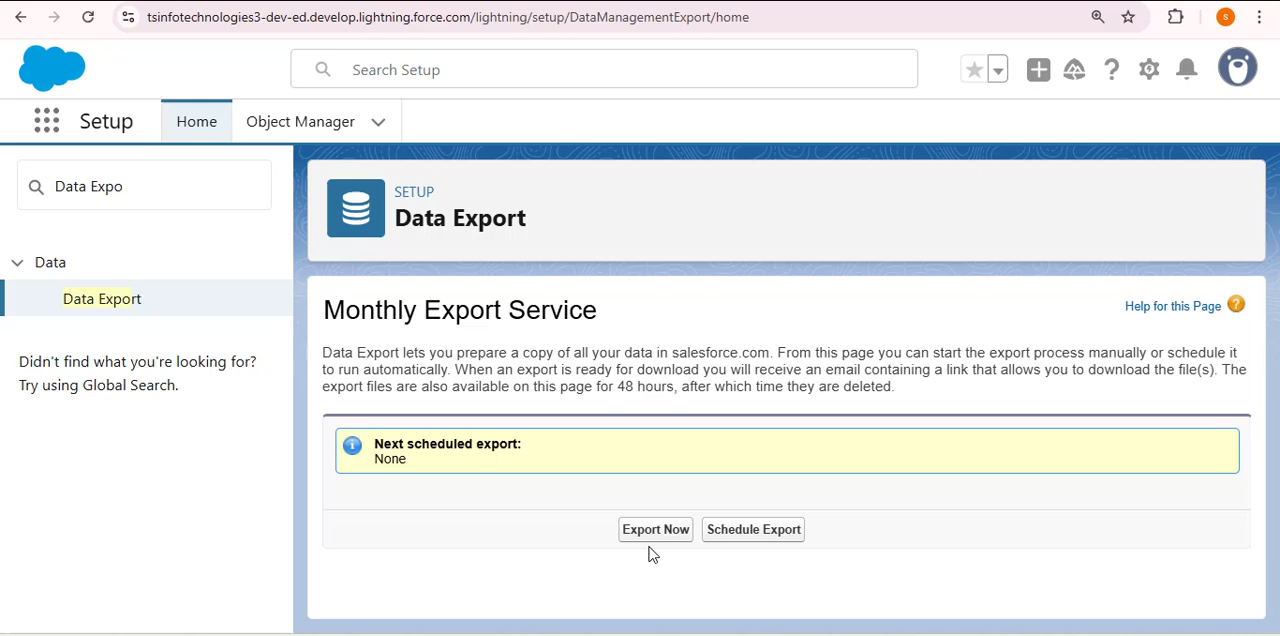 tsinfotechnologies3-dev-ed.develop.lightning.force.com/lightning/setup/DataManagementExport/home
S
Search Setup
Setup
Home
Object Manager
Data Expo
Data
Data Export
Didn't find what you're looking for?
Try using Global Search.
SETUP
Data Export
Monthly Export Service
Help for this Page
Data Export lets you prepare a copy of all your data in salesforce.com. From this page you can start the export process manually or schedule it
to run automatically. When an export is ready for download you will receive an email containing a link that allows you to download the file(s). The
export files are also available on this page for 48 hours, after which time they are deleted.
Next scheduled export:
None
Export Now
Schedule Export